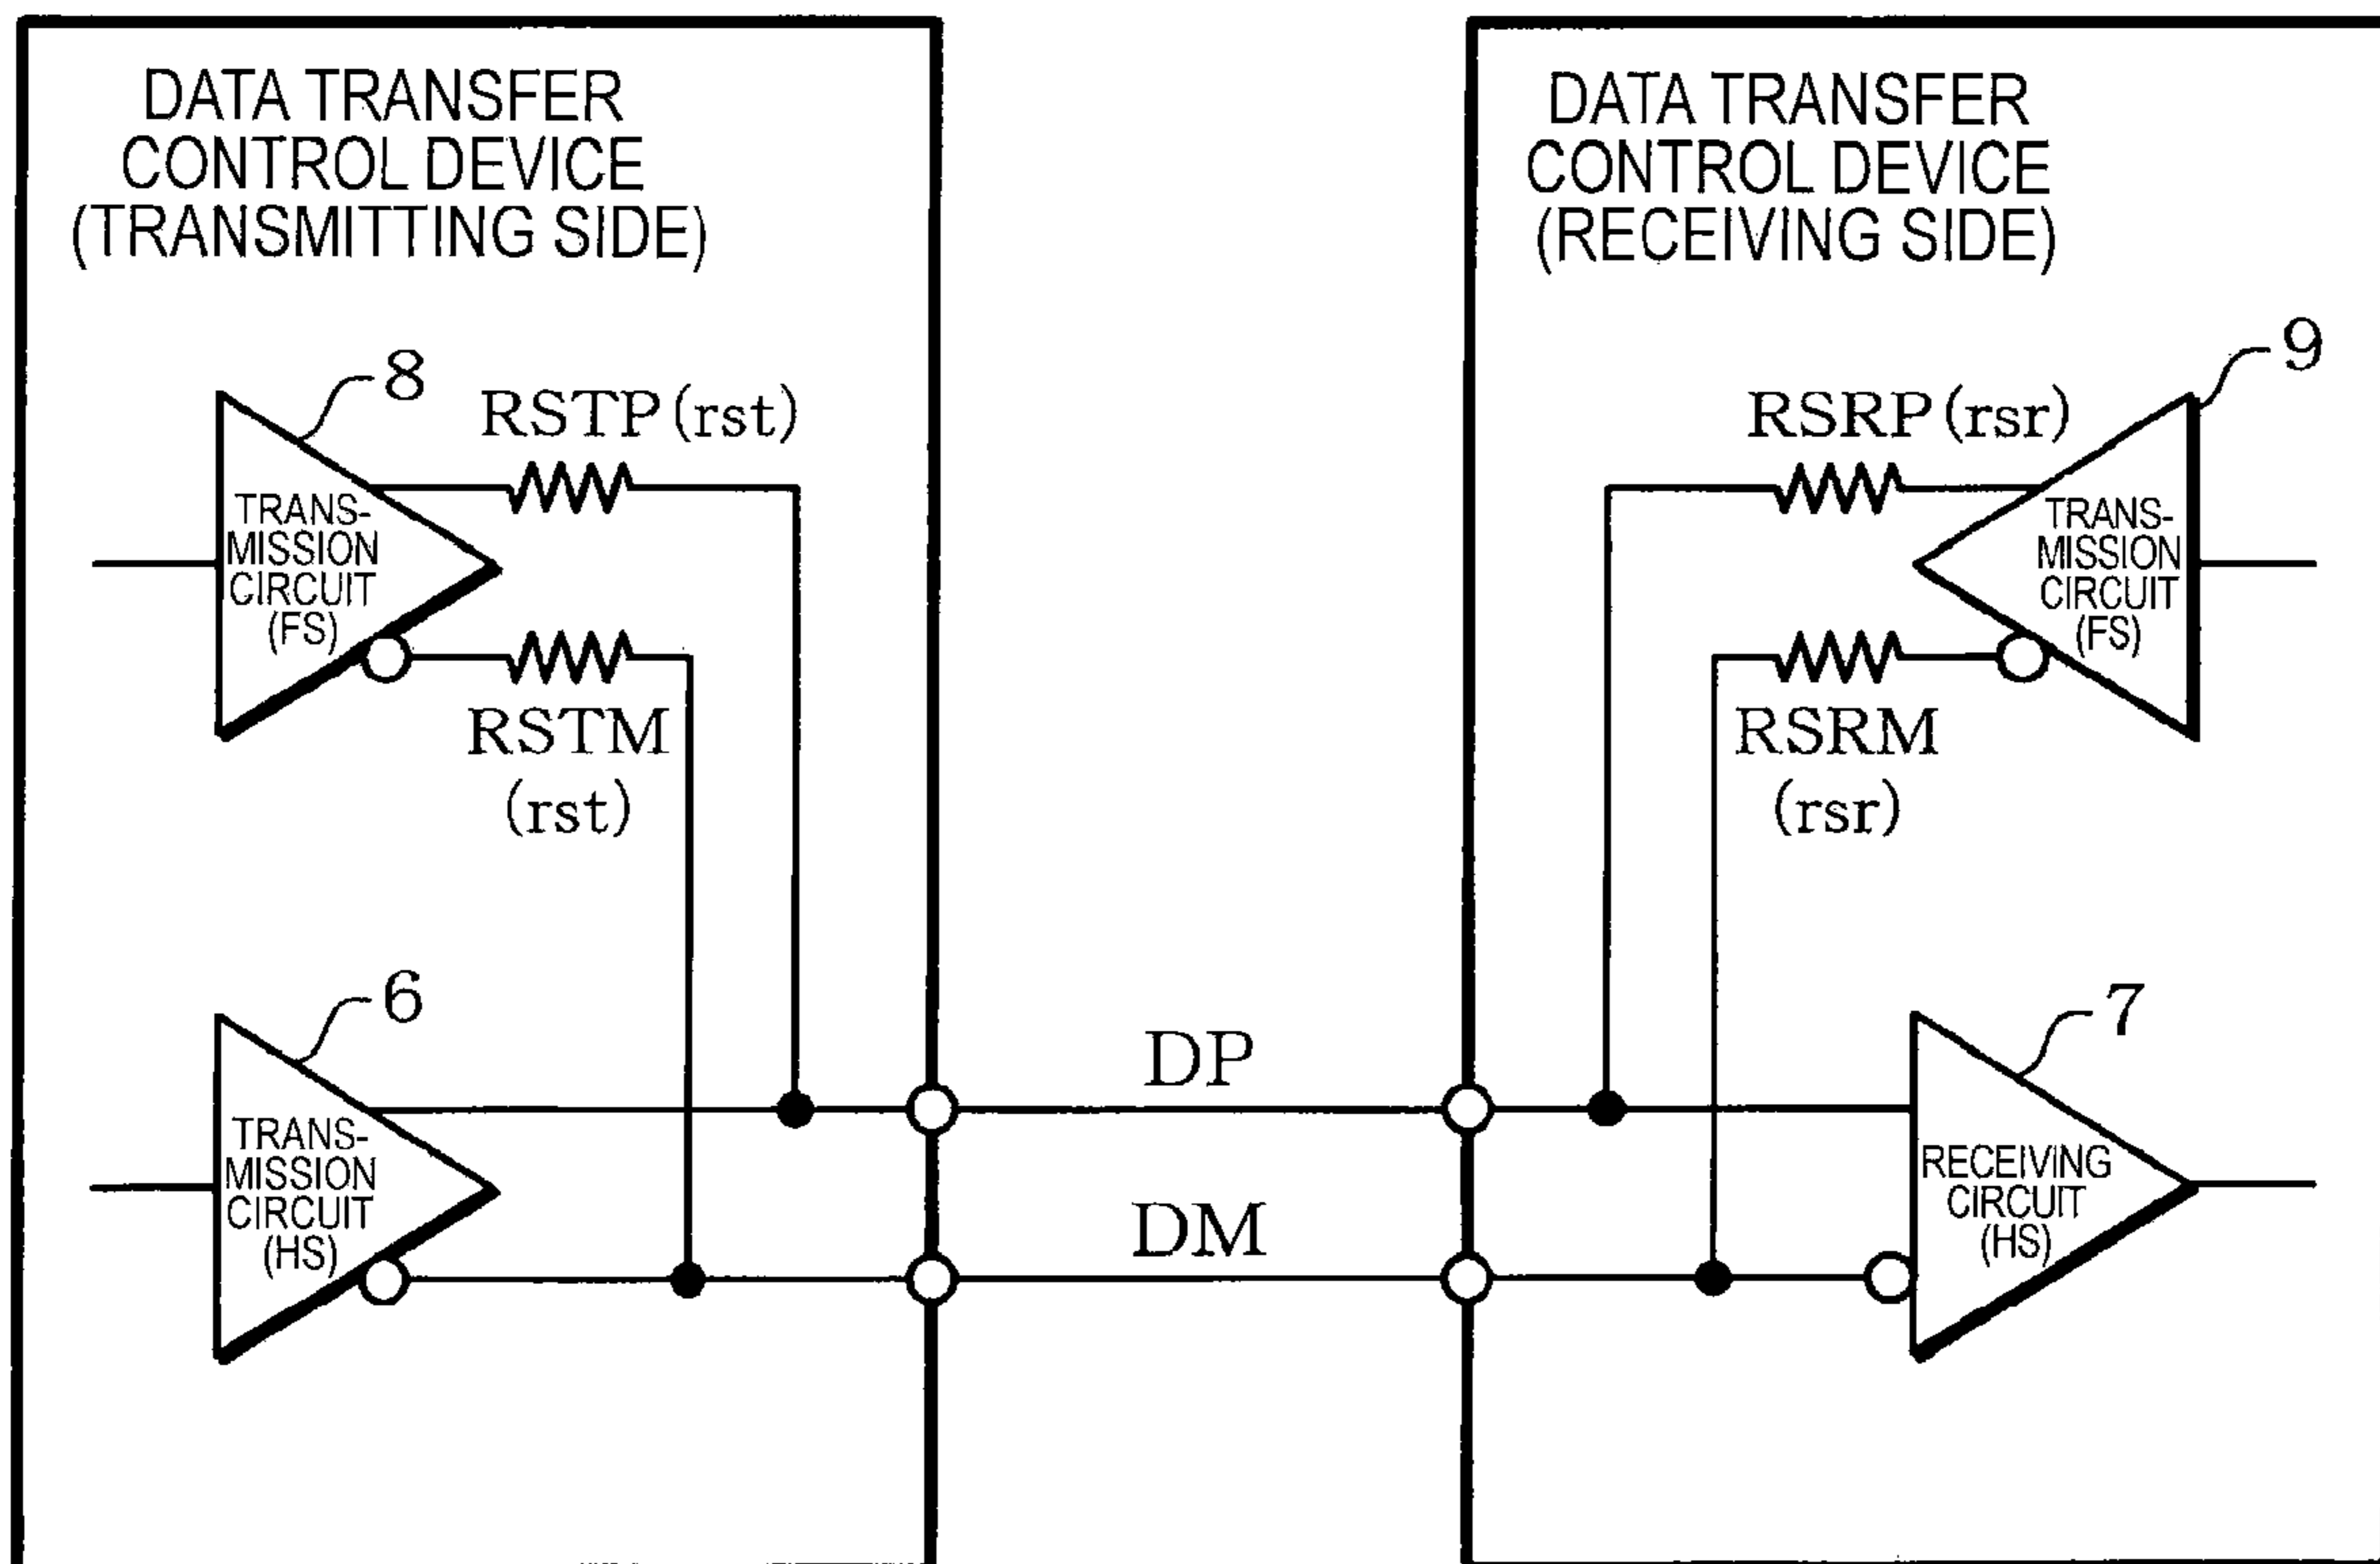 DATA TRANSFER
CONTROL DEVICE
(TRANSMITTING SIDE)
8
RSTP (rst)
TRANS-
MISSION
CIRCUIT
(FS)
RSTM
(rst)
6
TRANS-
MISSION
CIRCUIT
(HS)
DP
DM
DATA TRANSFER
CONTROL DEVICE
(RECEIVING SIDE)
9
RSRP (rsr)
TRANS-
MISSION
CIRCUIT
(FS)
RSRM
(rsr)
7
RECEIVING
CIRCUIT
(HS)